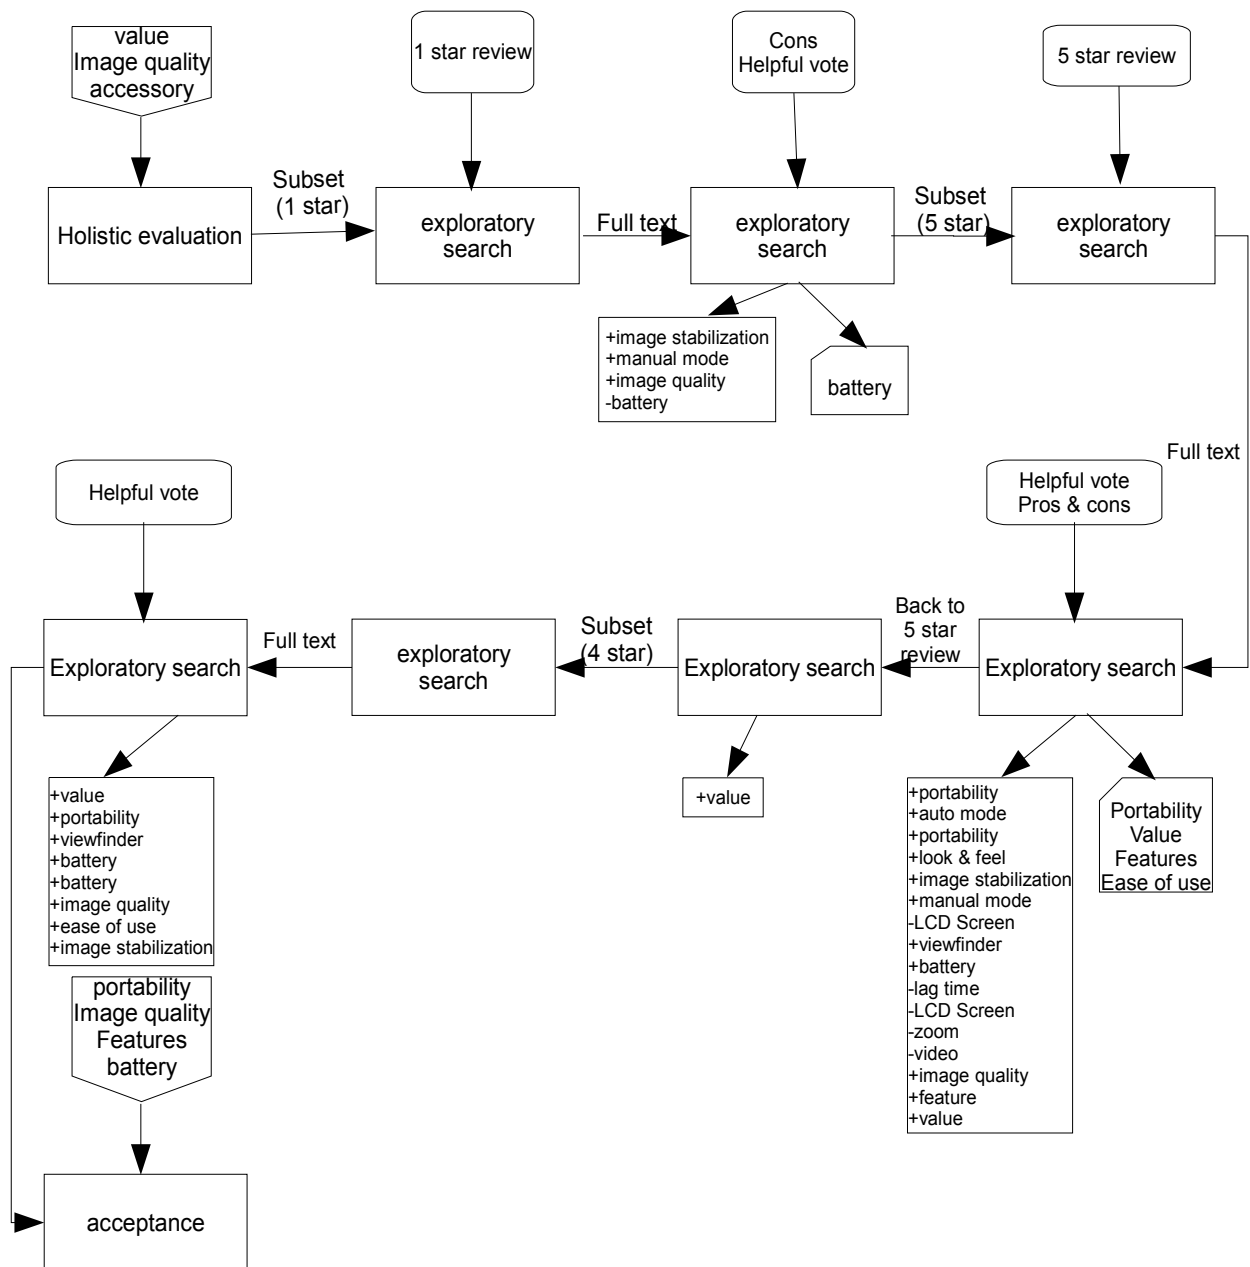 value
Image quality
accessory
1 star review
Cons
Helpful vote
5 star review
Holistic evaluation
Subset
(1 star)
exploratory
search
Full text
exploratory
search
Subset
(5 star)
exploratory
search
+image stabilization
+manual mode
+image quality
-battery
battery
Full text
Helpful vote
Helpful vote
Pros & cons
Exploratory search
Full text
exploratory
search
Subset
(4 star)
Exploratory search
Back to
5 star
review
Exploratory search
+value
+portability
+viewfinder
+battery
+battery
+image quality
+ease of use
+image stabilization
+value
+portability
+auto mode
+portability
+look & feel
+image stabilization
+manual mode
-LCD Screen
+viewfinder
+battery
-lag time
-LCD Screen
-zoom
-video
+image quality
+feature
+value
Portability
Value
Features
Ease of use
portability
Image quality
Features
battery
acceptance